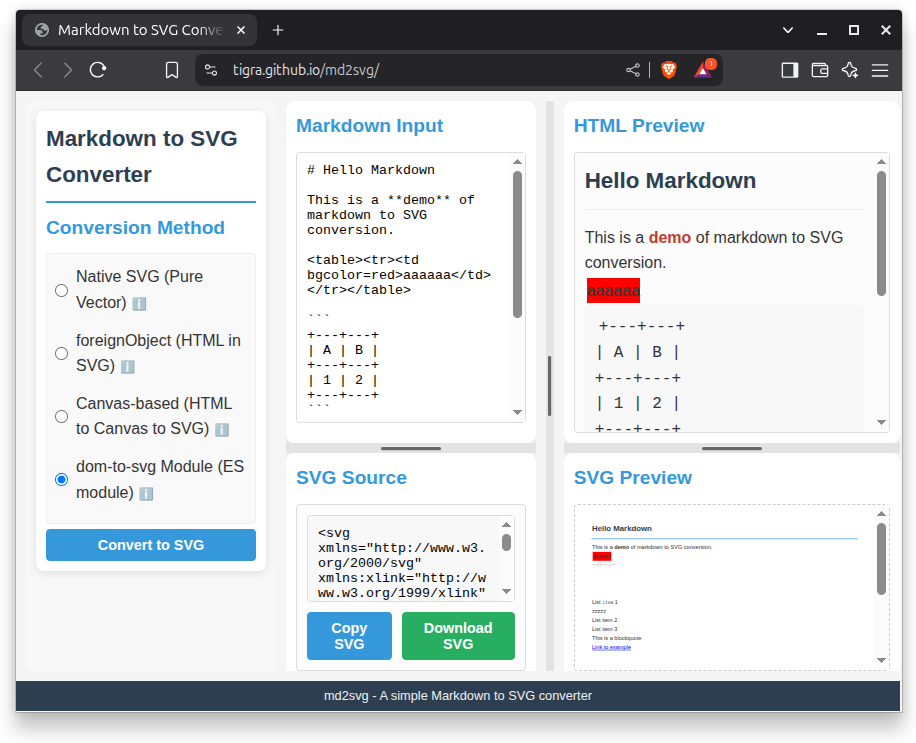 Markdown to SVG Conve
tigra.github.io/md2svg/
1
Markdown to SVG
Converter
Conversion Method
Native SVG (Pure
Vector) ℹ️
foreignObject (HTML in
SVG) ℹ️
Canvas-based (HTML
to Canvas to SVG) ℹ️
dom-to-svg Module (ES
module) ℹ️
Convert to SVG
Markdown Input
# Hello Markdown
This is a **demo** of
markdown to SVG
conversion.
<table><tr><td
bgcolor=red>aaaaaa</td>
</tr></table>
```
+---+---+
| A | B |
+---+---+
| 1 | 2 |
+---+---+
```
HTML Preview
Hello Markdown
This is a demo of markdown to SVG
conversion.
aaaaaa
+---+---+
| A | B |
+---+---+
| 1 | 2 |
+---+---+
SVG Source
<svg
xmlns="http://www.w3.
org/2000/svg"
xmlns:xlink="http://w
ww.w3.org/1999/xlink"
Copy
SVG
Download
SVG
SVG Preview
Hello Markdown
This is a demo of markdown to SVG conversion.
List item 1
zzzzz
List item 2
List item 3
This is a blockquote
Link to example
md2svg - A simple Markdown to SVG converter